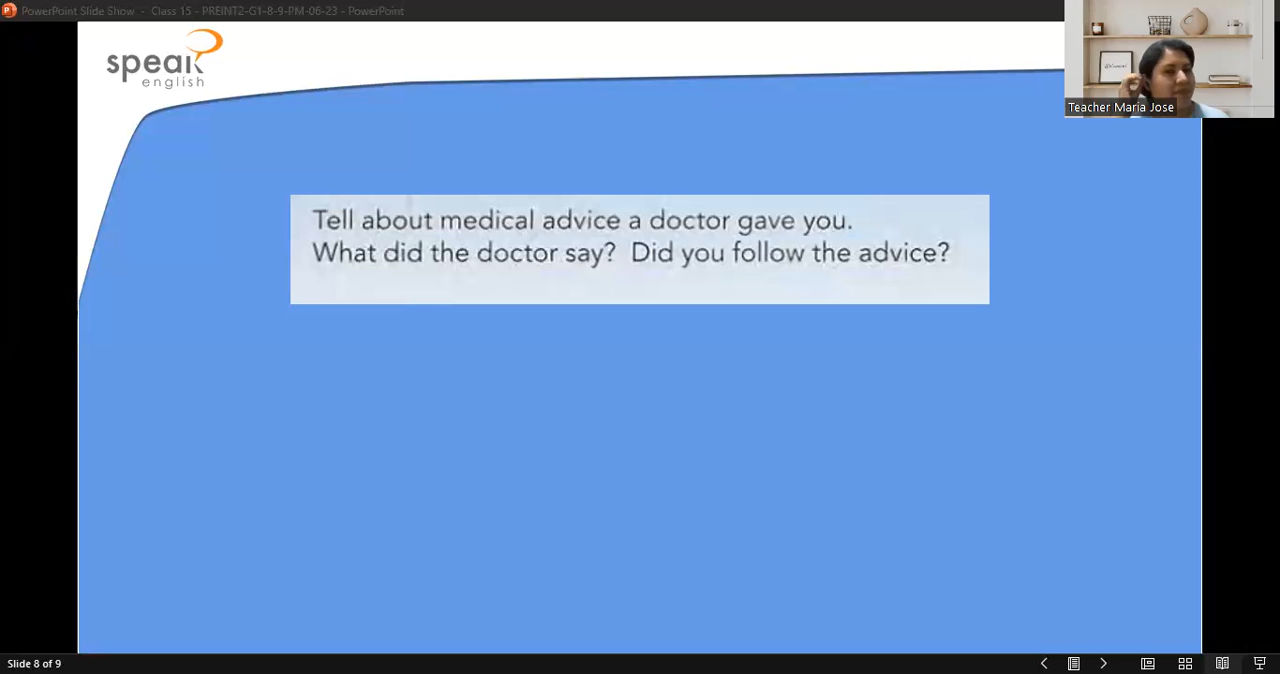 PowerPoint Slide Show - Class 15 - PREINT2-G1-8-9-PM-06-23 - PowerPoint
speak
english
Teacher Maria Jose
Tell about medical advice a doctor gave you.
What did the doctor say? Did you follow the advice?
Slide 8 of 9